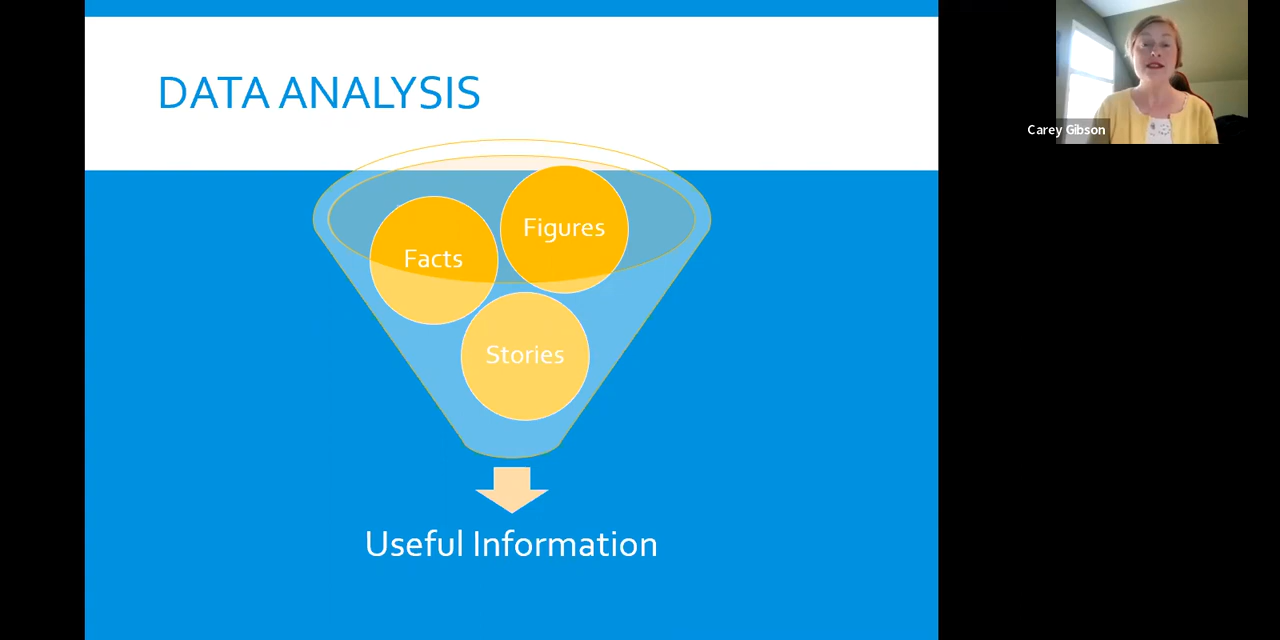 DATA ANALYSIS
Carey Gibson
Figures
Facts
Stories
Useful Information